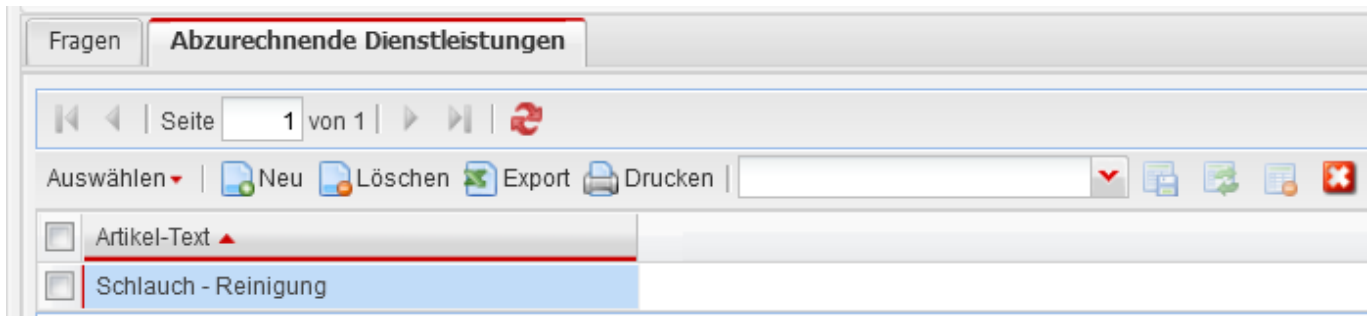 Fragen Abzurechnende Dienstleistungen
Seite 1 von 1
Auswählen Neu Löschen Export Drucken
Artikel-Text
Schlauch - Reinigung